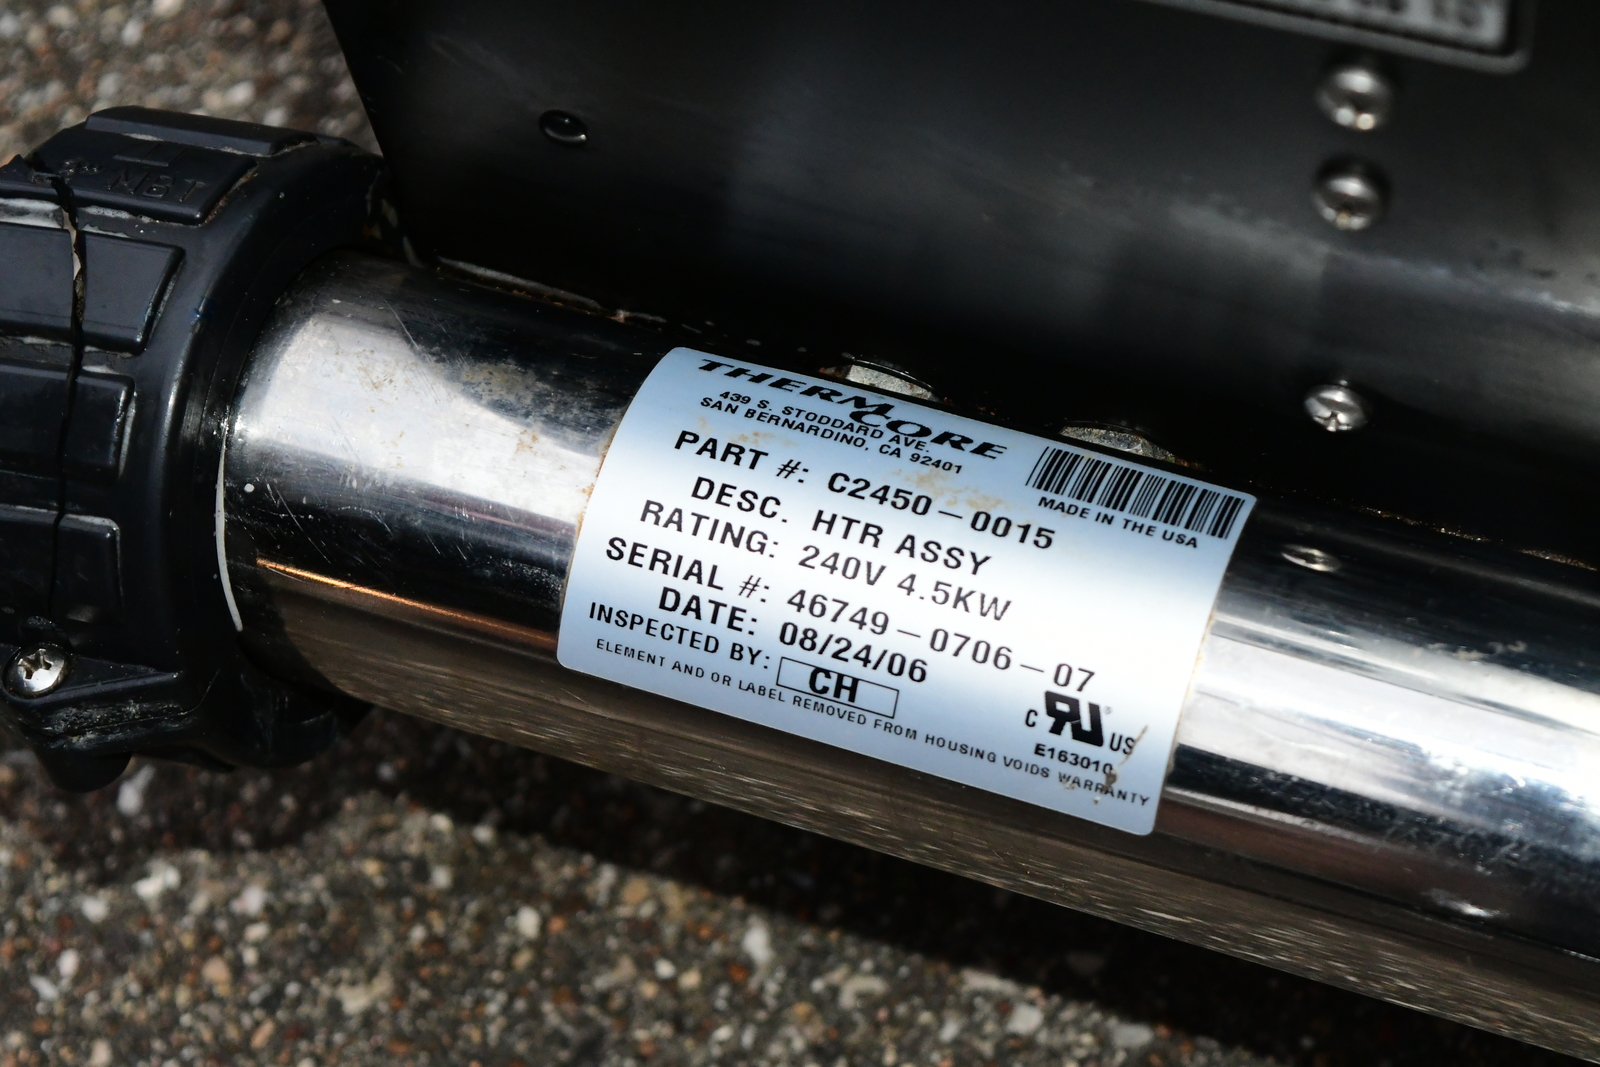 THERMCORE
439 S. STODDARD AVE.
SAN BERNARDINO, CA 92401
MADE IN THE USA
PART #: C2450-0015
DESC. HTR ASSY
RATING: 240V 4.5KW
SERIAL #: 46749-0706-07
DATE: 08/24/06
INSPECTED BY: CH
C RU US
E163010
ELEMENT AND OR LABEL REMOVED FROM HOUSING VOIDS WARRANTY